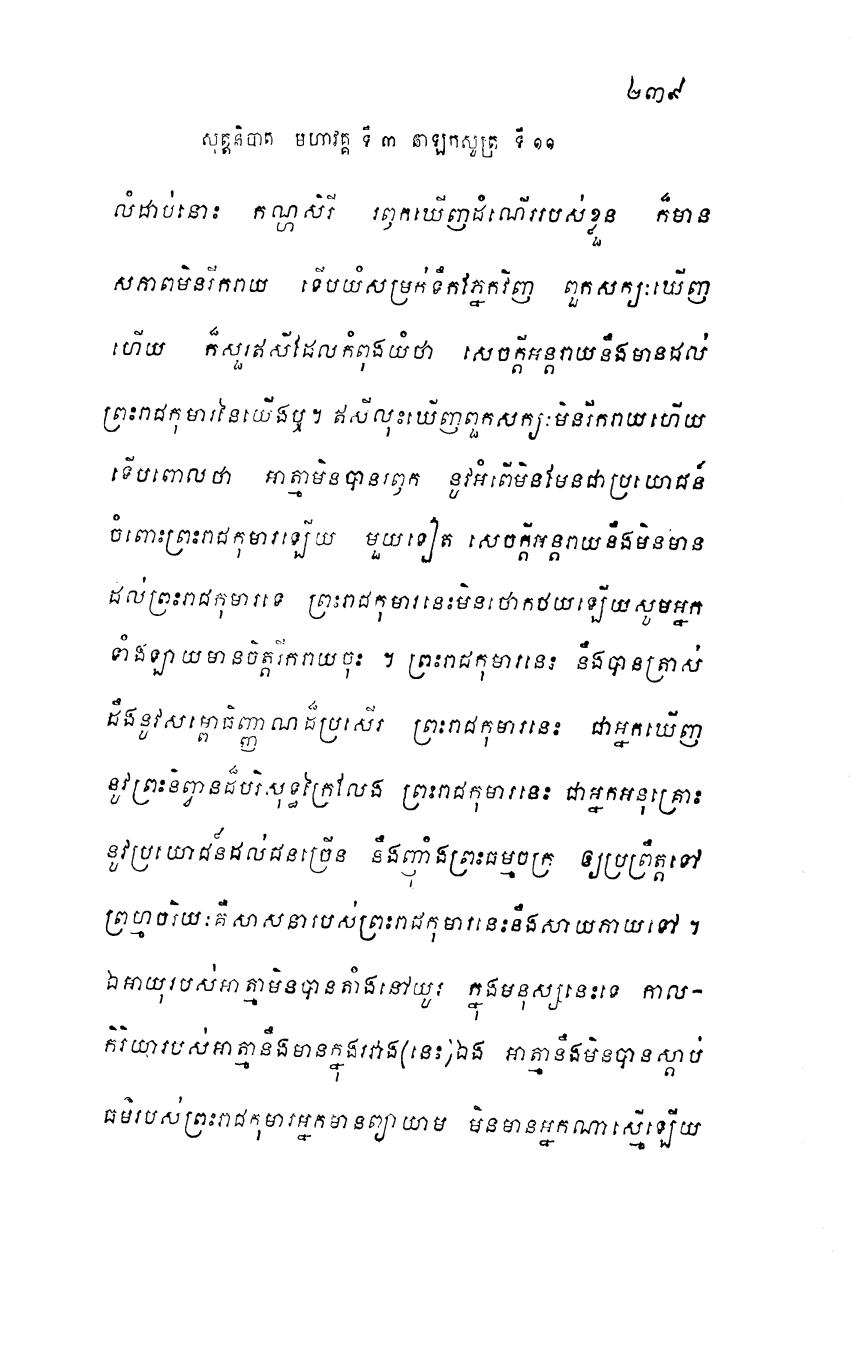 ២៣៩
សុត្តនិបាត មហាវគ្គ ទី ៣ នាឡកសូត្រ ទី ១១
លំដាប់នោះ កណ្ហសិរី រឭកឃើញដំណើររបស់ខ្លួន ក៏មាន
សភាពមិនរីករាយ ទើបយំសម្រក់ទឹកភ្នែកវិញ ពួកសក្យៈឃើញ
ហើយ ក៏សួរឥសីដែលកំពុងយំថា សេចក្តីអន្តរាយនឹងមានដល់
ព្រះរាជកុមារនៃយើងឬ។ ឥសីលុះឃើញពួកសក្យៈមិនរីករាយហើយ
ទើបពោលថា អាត្មាមិនបានរឭក នូវអំពើមិនមែនជាប្រយោជន៍
ចំពោះព្រះរាជកុមារឡើយ មួយទៀត សេចក្តីអន្តរាយនឹងមិនមាន
ដល់ព្រះរាជកុមារទេ ព្រះរាជកុមារនេះមិនថោកថយឡើយសូមអ្នក
ទាំងឡាយមានចិត្តរីករាយចុះ ។ ព្រះរាជកុមារនេះ នឹងបានត្រាស់
ដឹងនូវសម្ពោធិញ្ញាណដ៏ប្រសើរ ព្រះរាជកុមារនេះ ជាអ្នកឃើញ
នូវព្រះនិព្វានដ៏បរិសុទ្ធក្រៃលែង ព្រះរាជកុមារនេះ ជាអ្នកអនុគ្រោះ
នូវប្រយោជន៍ដល់ជនច្រើន នឹងញ៉ាំងព្រះធម្មចក្រ ឲ្យប្រព្រឹត្តទៅ
ព្រហ្មចរិយៈគឺសាសនារបស់ព្រះរាជកុមារនេះនឹងសាយភាយទៅ ។
ឯអាយុរបស់អាត្មាមិនបានតាំងនៅយូរ ក្នុងមនុស្សនេះទេ កាល-
កិរិយារបស់អាត្មានឹងមានក្នុងរវាង(នេះ)ឯង អាត្មានឹងមិនបានស្តាប់
ធម៌របស់ព្រះរាជកុមារអ្នកមានព្យាយាម មិនមានអ្នកណាស្មើឡើយ